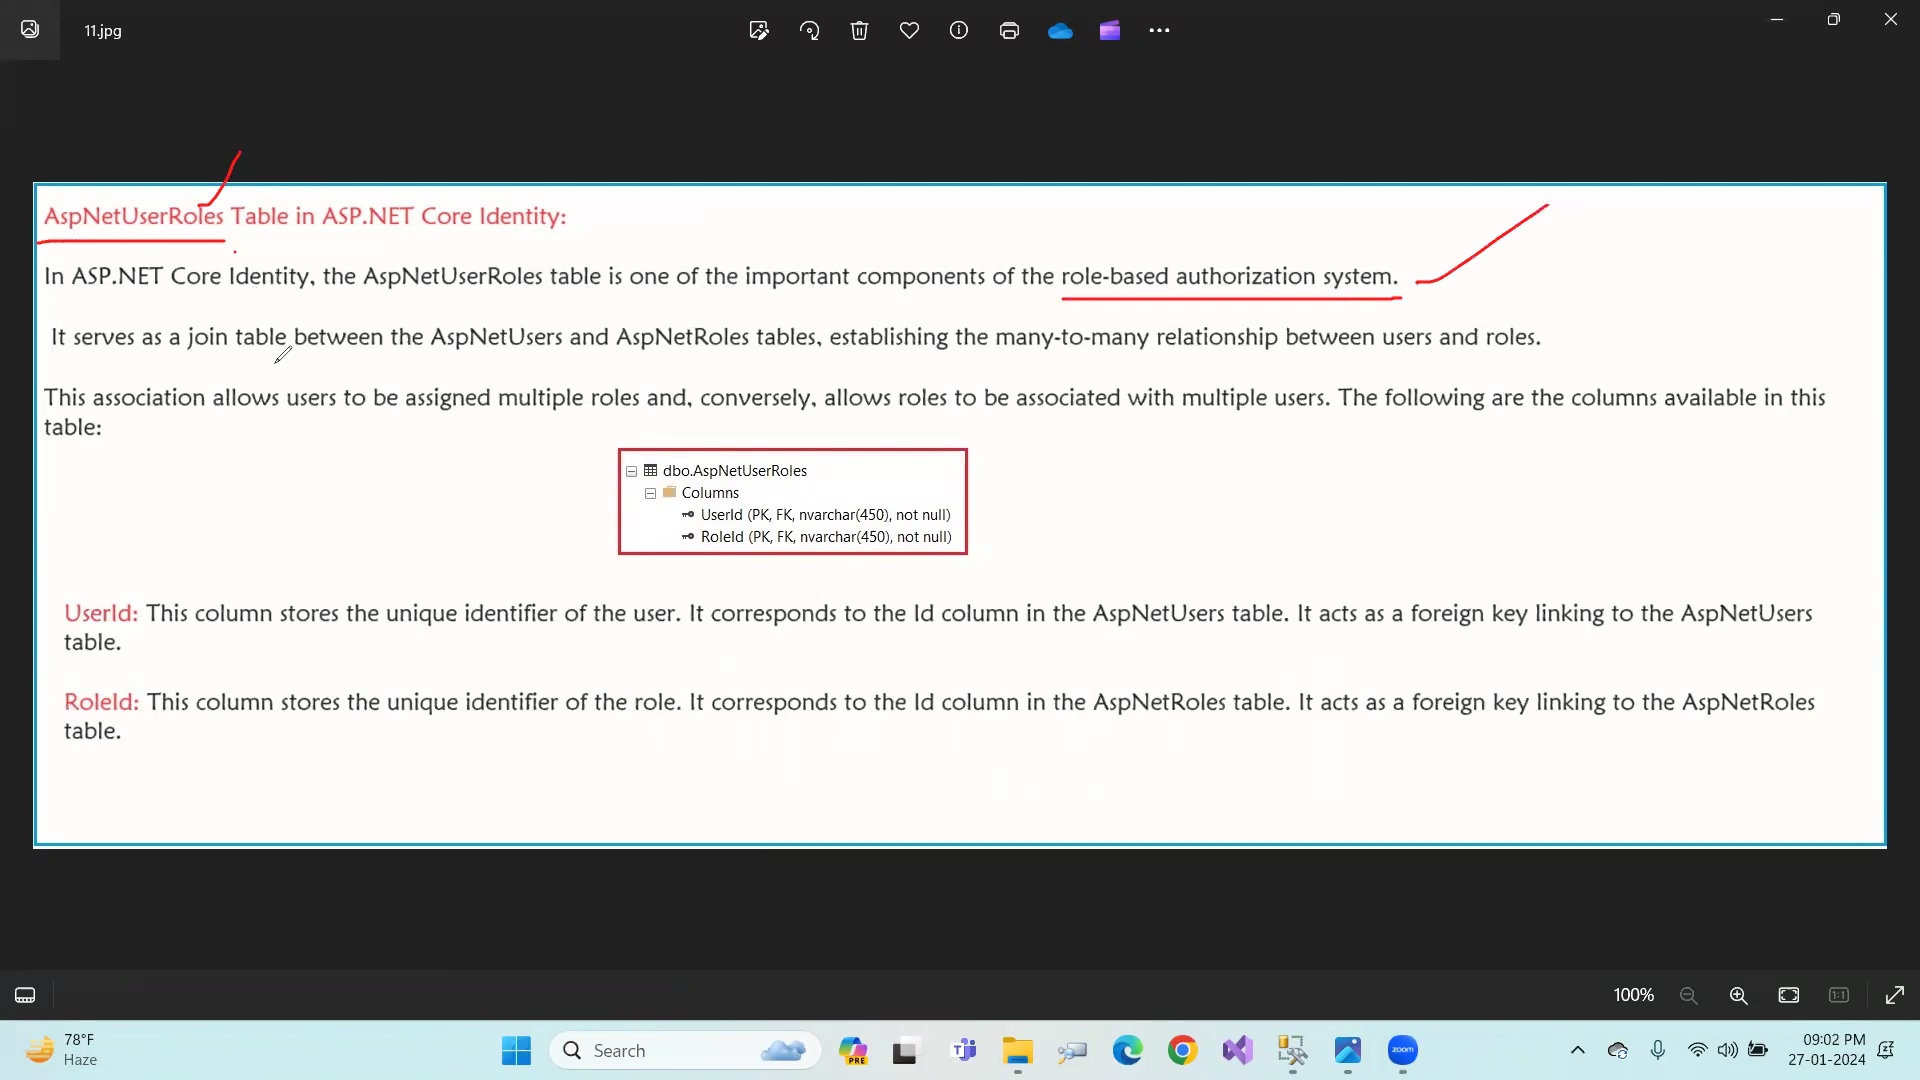 11.jpg
AspNetUserRoles Table in ASP.NET Core Identity:
In ASP.NET Core Identity, the AspNetUserRoles table is one of the important components of the role-based authorization system.
It serves as a join table between the AspNetUsers and AspNetRoles tables, establishing the many-to-many relationship between users and roles.
This association allows users to be assigned multiple roles and, conversely, allows roles to be associated with multiple users. The following are the columns available in this
table:
dbo.AspNetUserRoles
Columns
UserId (PK, FK, nvarchar(450), not null)
RoleId (PK, FK, nvarchar(450), not null)
UserId: This column stores the unique identifier of the user. It corresponds to the Id column in the AspNetUsers table. It acts as a foreign key linking to the AspNetUsers
table.
RoleId: This column stores the unique identifier of the role. It corresponds to the Id column in the AspNetRoles table. It acts as a foreign key linking to the AspNetRoles
table.
100%
1:1
78°F
Haze
Search
PRE
zoom
09:02 PM
27-01-2024